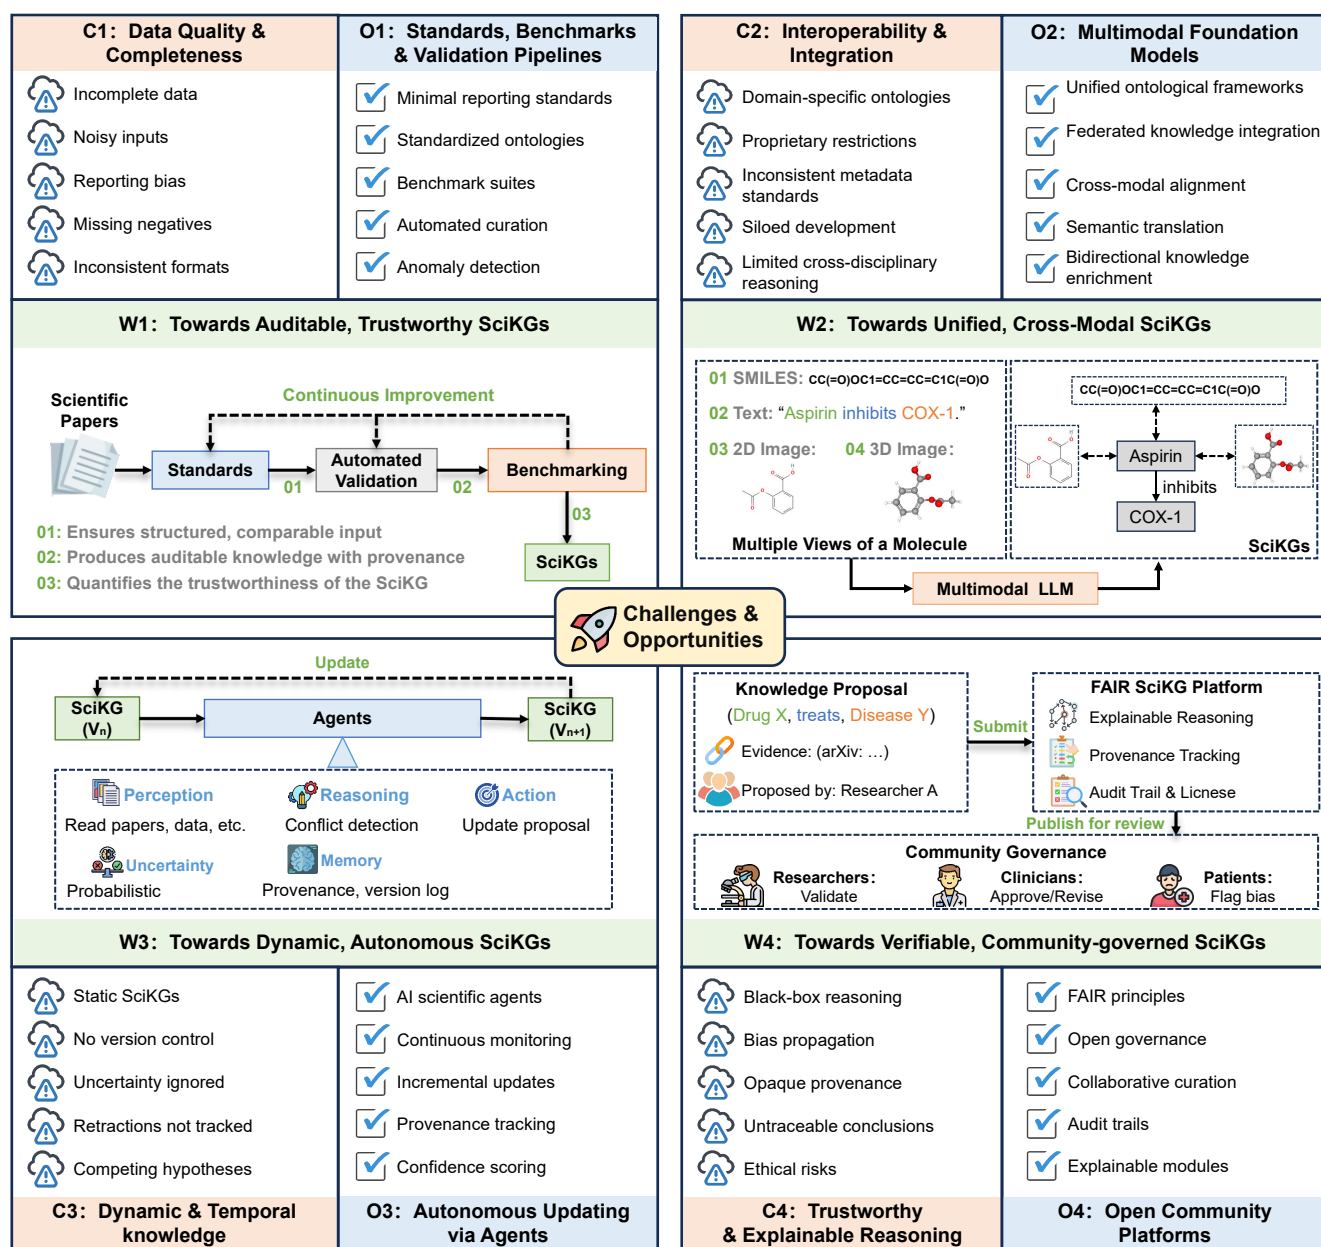 C1: Data Quality &
Completeness
Incomplete data
Noisy inputs
Reporting bias
Missing negatives
Inconsistent formats
O1: Standards, Benchmarks
& Validation Pipelines
Minimal reporting standards
Standardized ontologies
Benchmark suites
Automated curation
Anomaly detection
W1: Towards Auditable, Trustworthy SciKGs
Scientific
Papers
Continuous Improvement
Standards
01
Automated
Validation
02
Benchmarking
03
SciKGs
01: Ensures structured, comparable input
02: Produces auditable knowledge with provenance
03: Quantifies the trustworthiness of the SciKG
C2: Interoperability &
Integration
Domain-specific ontologies
Proprietary restrictions
Inconsistent metadata
standards
Siloed development
Limited cross-disciplinary
reasoning
O2: Multimodal Foundation
Models
Unified ontological frameworks
Federated knowledge integration
Cross-modal alignment
Semantic translation
Bidirectional knowledge
enrichment
W2: Towards Unified, Cross-Modal SciKGs
01 SMILES: CC(=O)OC1=CC=CC=C1C(=O)O
02 Text: “Aspirin inhibits COX-1.”
03 2D Image:
04 3D Image:
O
OH
O
O
Multiple Views of a Molecule
CC(=O)OC1=CC=CC=C1C(=O)O
O
OH
O
O
Aspirin
inhibits
COX-1
SciKGs
Multimodal LLM
Challenges &
Opportunities
Update
SciKG
(Vn)
Agents
SciKG
(Vn+1)
Perception
Read papers, data, etc.
Reasoning
Conflict detection
Action
Update proposal
Uncertainty
Probabilistic
Memory
Provenance, version log
W3: Towards Dynamic, Autonomous SciKGs
Static SciKGs
No version control
Uncertainty ignored
Retractions not tracked
Competing hypotheses
C3: Dynamic & Temporal
knowledge
AI scientific agents
Continuous monitoring
Incremental updates
Provenance tracking
Confidence scoring
O3: Autonomous Updating
via Agents
Knowledge Proposal
(Drug X, treats, Disease Y)
Evidence: (arXiv: …)
Proposed by: Researcher A
Submit
FAIR SciKG Platform
Explainable Reasoning
Provenance Tracking
Audit Trail & Licnese
Publish for review
Community Governance
Researchers:
Validate
Clinicians:
Approve/Revise
Patients:
Flag bias
W4: Towards Verifiable, Community-governed SciKGs
Black-box reasoning
Bias propagation
Opaque provenance
Untraceable conclusions
Ethical risks
C4: Trustworthy
& Explainable Reasoning
FAIR principles
Open governance
Collaborative curation
Audit trails
Explainable modules
O4: Open Community
Platforms